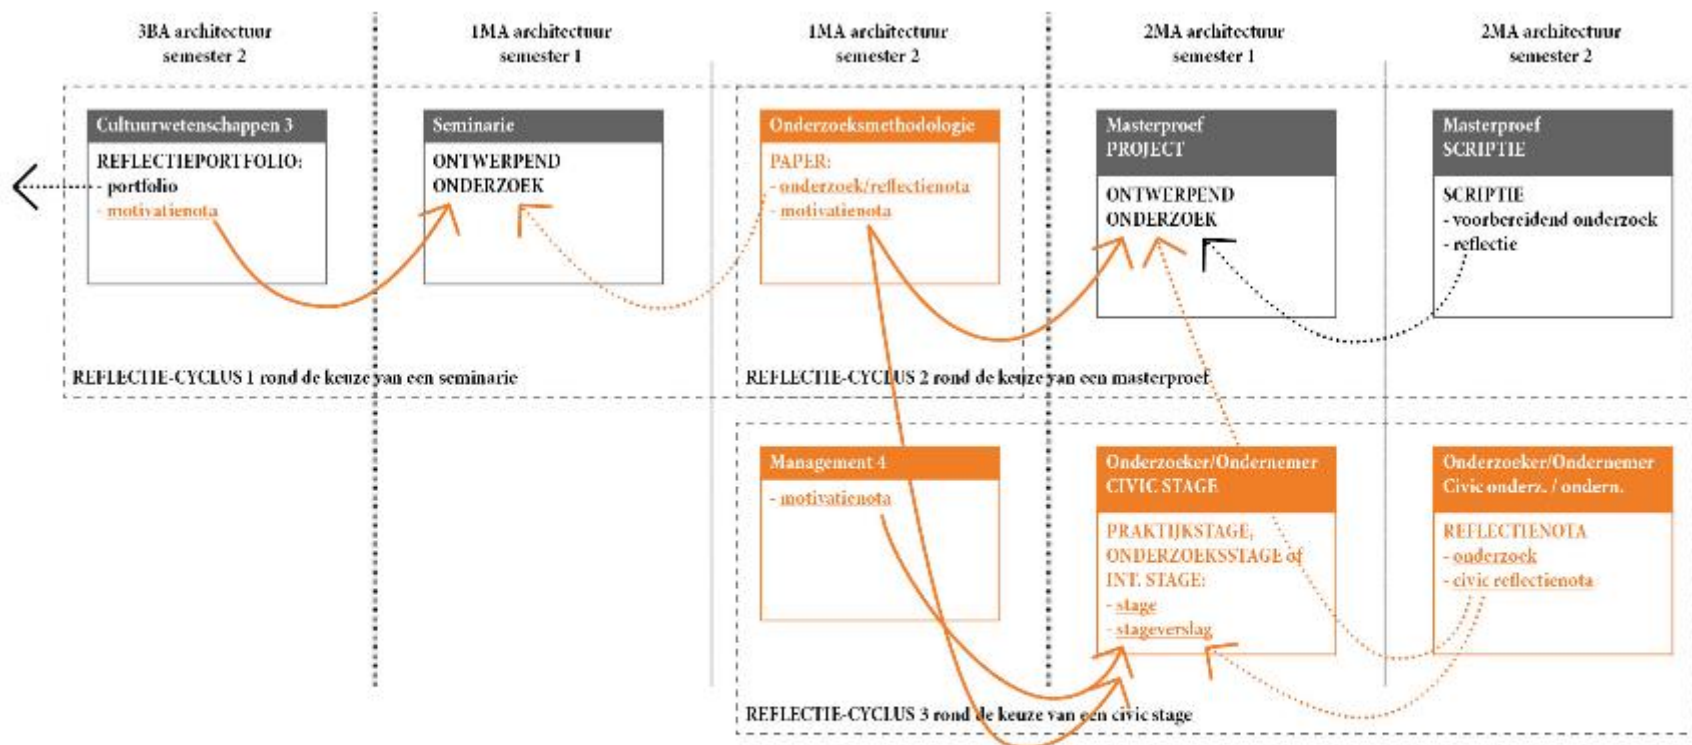 3BA architectuur
semester 2
1MA architectuur
semester 1
1MA architectuur
semester 2
2MA architectuur
semester 1
2MA architectuur
semester 2
Cultuurwetenschappen 3
REFLECTIEPORTFOLIO:
- portfolio
- motivatienota
Seminarie
ONTWERPEND
ONDERZOEK
Onderzoeksmethodologie
PAPER:
- onderzoek/reflectienota
- motivatienota
Masterproef
PROJECT
ONTWERPEND
ONDERZOEK
Masterproef
SCRIPTIE
SCRIPTIE
- voorbereidend onderzoek
- reflectie
REFLECTIE-CYCLUS 1 rond de keuze van een seminarie
REFLECTIE-CYCLUS 2 rond de keuze van een masterproef
Management 4
- motivatienota
Onderzoeker/Ondernemer
CIVIC STAGE
PRAKTIJKSTAGE,
ONDERZOEKSSTAGE of
INT. STAGE:
- stage
- stageverslag
Onderzoeker/Ondernemer
Civic onderz. / ondern.
REFLECTIENOTA
- onderzoek
- civic reflectienota
REFLECTIE-CYCLUS 3 rond de keuze van een civic stage